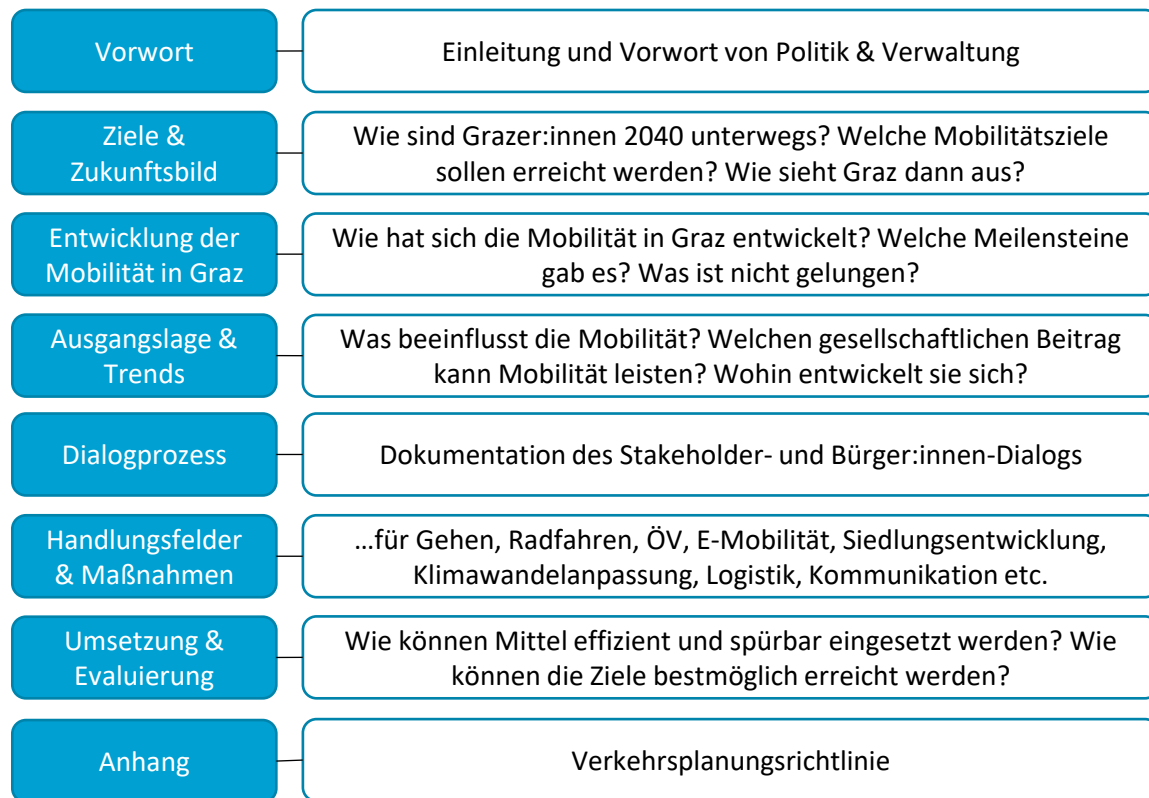 Vorwort
Einleitung und Vorwort von Politik & Verwaltung
Ziele &
Zukunftsbild
Wie sind Grazer:innen 2040 unterwegs? Welche Mobilitätsziele
sollen erreicht werden? Wie sieht Graz dann aus?
Entwicklung der
Mobilität in Graz
Wie hat sich die Mobilität in Graz entwickelt? Welche Meilensteine
gab es? Was ist nicht gelungen?
Ausgangslage &
Trends
Was beeinflusst die Mobilität? Welchen gesellschaftlichen Beitrag
kann Mobilität leisten? Wohin entwickelt sie sich?
Dialogprozess
Dokumentation des Stakeholder- und Bürger:innen-Dialogs
Handlungsfelder
& Maßnahmen
…für Gehen, Radfahren, ÖV, E-Mobilität, Siedlungsentwicklung,
Klimawandelanpassung, Logistik, Kommunikation etc.
Umsetzung &
Evaluierung
Wie können Mittel effizient und spürbar eingesetzt werden? Wie
können die Ziele bestmöglich erreicht werden?
Anhang
Verkehrsplanungsrichtlinie